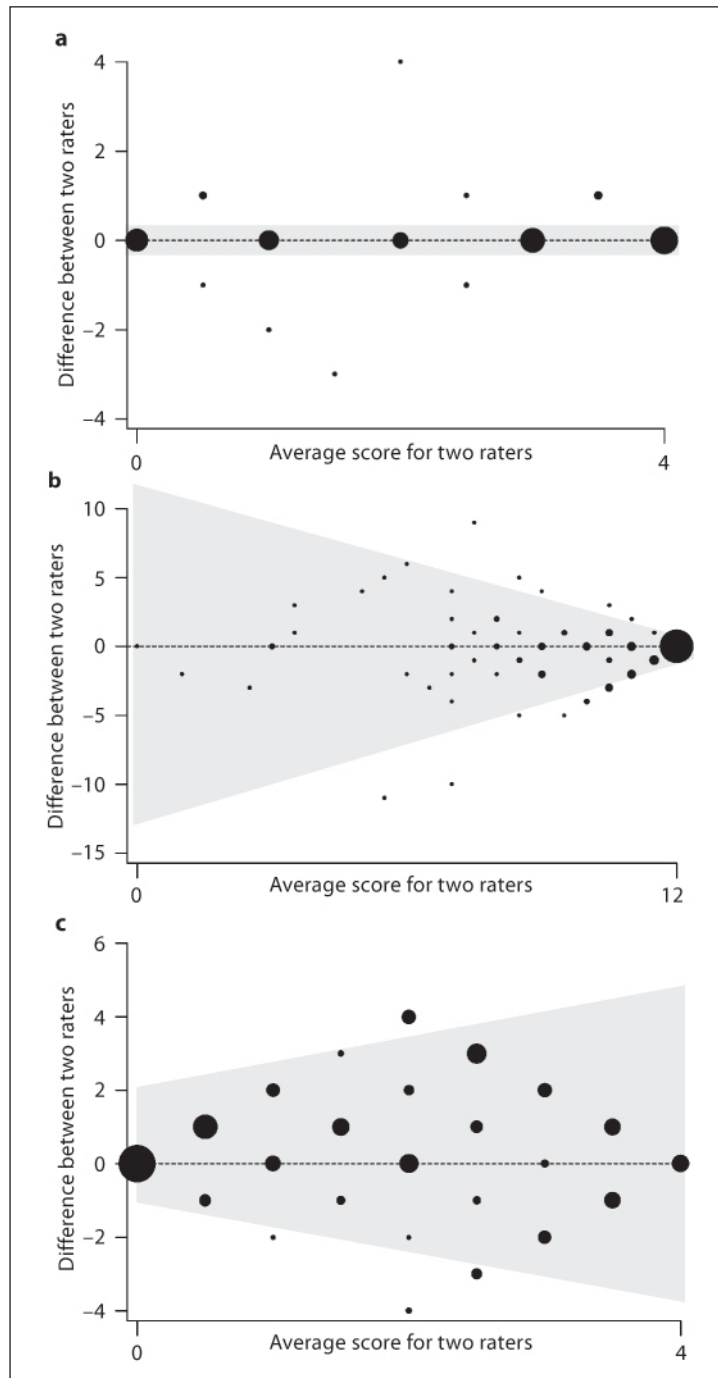 a
4
2
0
–2
–4
Difference between two raters
0
Average score for two raters
4
b
10
5
0
–5
–10
–15
Difference between two raters
0
Average score for two raters
12
c
6
4
2
0
–2
–4
Difference between two raters
0
Average score for two raters
4